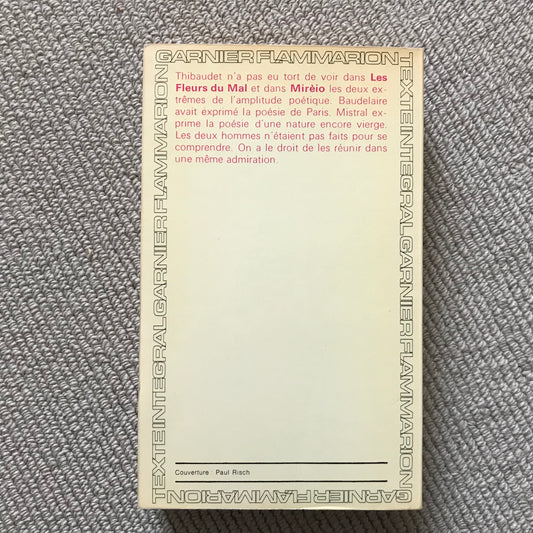 GARNIER FLAMMARION
TEXTE INTEGRAL GARNIER FLAMMARION
Thibaudet n'a pas eu tort de voir dans Les
Fleurs du Mal et dans Mirèio les deux ex-
trêmes de l'amplitude poétique. Baudelaire
avait exprimé la poésie de Paris. Mistral ex-
prime la poésie d'une nature encore vierge.
Les deux hommes n'étaient pas faits pour se
comprendre. On a le droit de les réunir dans
une même admiration.
TEXTE INTEGRAL GARNIER FLAMMARION
Couverture : Paul Risch
GARNIER FLAMMARION